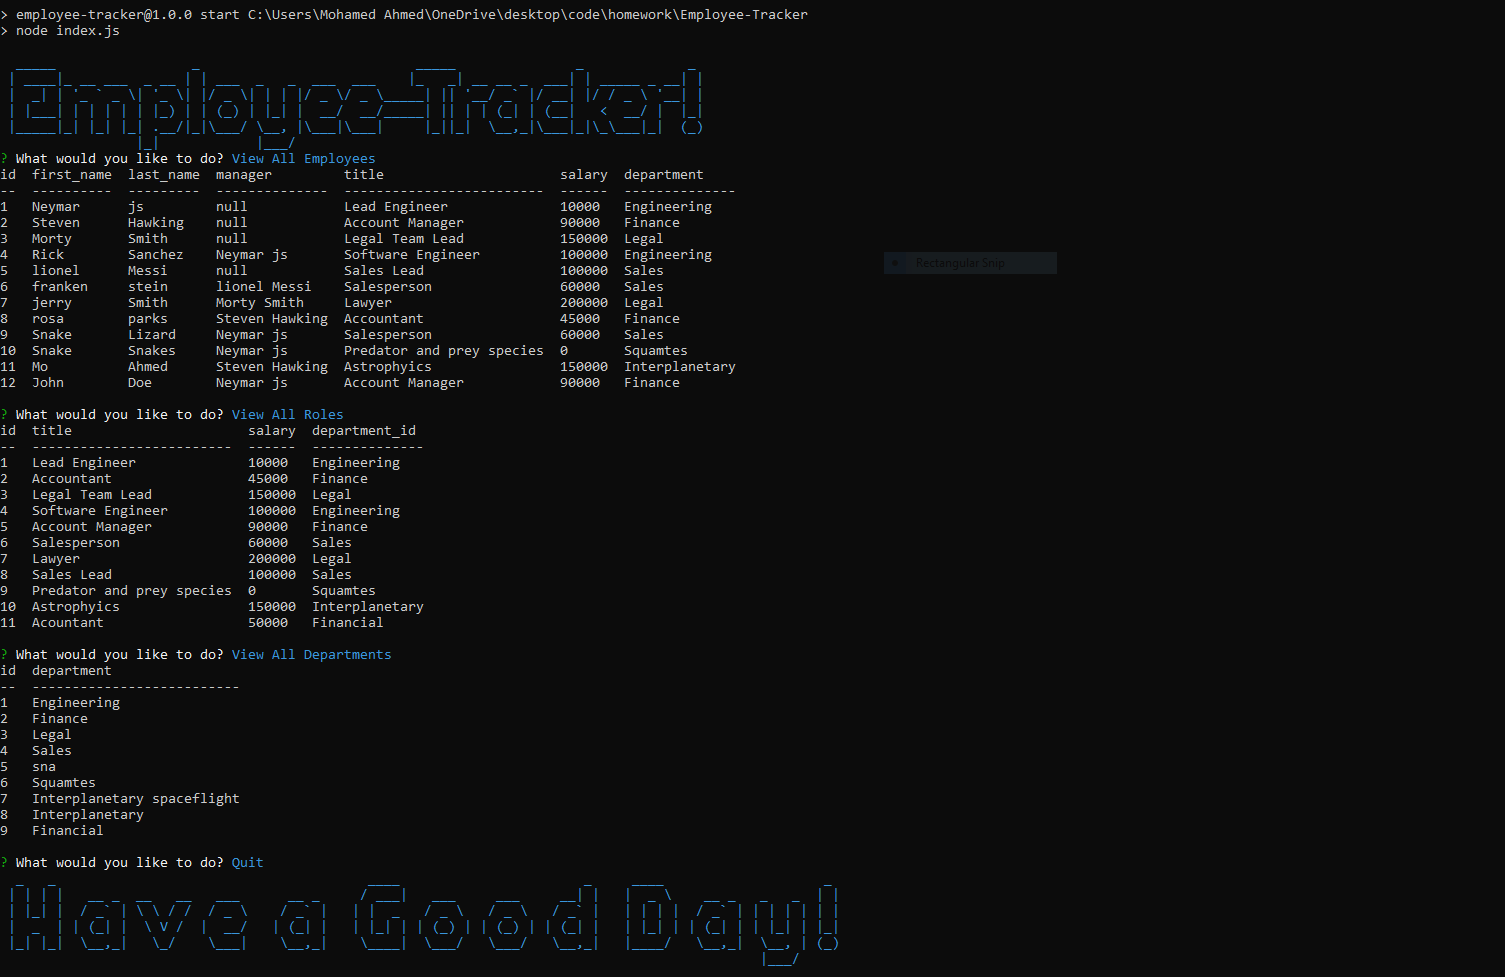 > employee-tracker@1.0.0 start C:\Users\Mohamed Ahmed\OneDrive\desktop\code\homework\Employee-Tracker
> node index.js
Employee-Tracker!
? What would you like to do? View All Employees
id  first_name  last_name  manager         title                      salary  department
--  ----------  ---------  --------------  -------------------------  ------  --------------
1   Neymar      js         null            Lead Engineer              10000   Engineering
2   Steven      Hawking    null            Account Manager            90000   Finance
3   Morty       Smith      null            Legal Team Lead            150000  Legal
4   Rick        Sanchez    Neymar js       Software Engineer          100000  Engineering
5   lionel      Messi      null            Sales Lead                 100000  Sales
6   franken     stein      lionel Messi    Salesperson                60000   Sales
7   jerry       Smith      Morty Smith     Lawyer                     200000  Legal
8   rosa        parks      Steven Hawking  Accountant                 45000   Finance
9   Snake       Lizard     Neymar js       Salesperson                60000   Sales
10  Snake       Snakes     Neymar js       Predator and prey species  0       Squamtes
11  Mo          Ahmed      Steven Hawking  Astrophyics                150000  Interplanetary
12  John        Doe        Neymar js       Account Manager            90000   Finance
Rectangular Snip
? What would you like to do? View All Roles
id  title                      salary  department_id
--  -------------------------  ------  --------------
1   Lead Engineer              10000   Engineering
2   Accountant                 45000   Finance
3   Legal Team Lead            150000  Legal
4   Software Engineer          100000  Engineering
5   Account Manager            90000   Finance
6   Salesperson                60000   Sales
7   Lawyer                     200000  Legal
8   Sales Lead                 100000  Sales
9   Predator and prey species  0       Squamtes
10  Astrophyics                150000  Interplanetary
11  Acountant                  50000   Financial
? What would you like to do? View All Departments
id  department
--  --------------------------
1   Engineering
2   Finance
3   Legal
4   Sales
5   sna
6   Squamtes
7   Interplanetary spaceflight
8   Interplanetary
9   Financial
? What would you like to do? Quit
Have a Good Day!